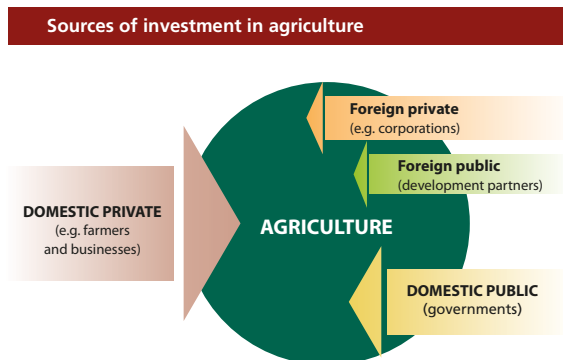 Sources of investment in agriculture
Foreign private
(e.g. corporations)
Foreign public
(development partners)
DOMESTIC PRIVATE
(e.g. farmers
and businesses)
AGRICULTURE
DOMESTIC PUBLIC
(governments)